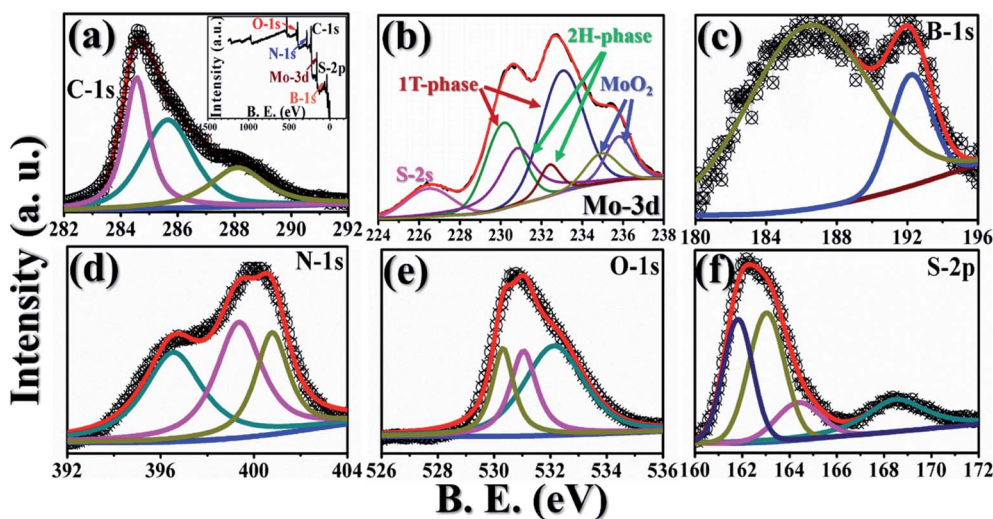 Intensity (a. u.)
(a)
C-1s
Intensity (a.u.)
O-1s
N-1s
Mo-3d
B-1s
C-1s
S-2p
1500 1000 500 0
B. E. (eV)
282 284 286 288 290 292
(b)
1T-phase
2H-phase
MoO2
S-2s
Mo-3d
224 226 228 230 232 234 236 238
(c)
B-1s
180 184 188 192 196
(d)
N-1s
392 396 400 404
(e)
O-1s
526 528 530 532 534 536
(f)
S-2p
160 162 164 166 168 170 172
B. E. (eV)